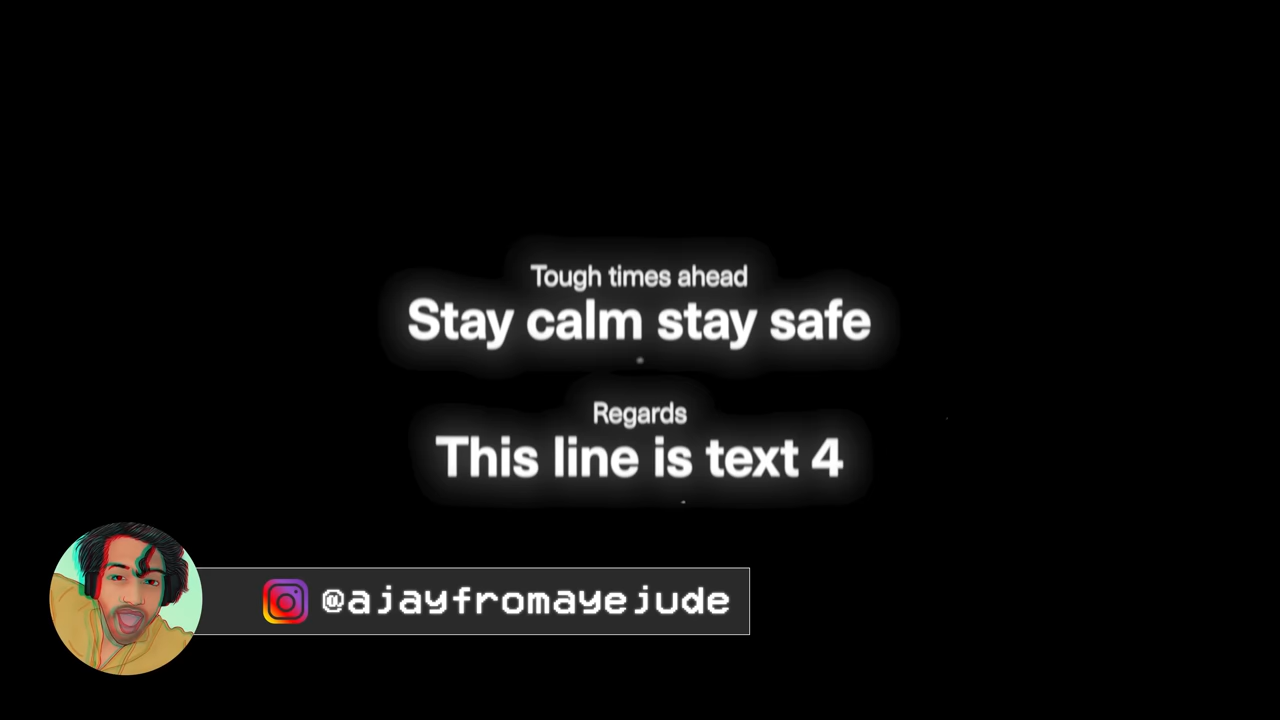 Tough times ahead
Stay calm stay safe
Regards
This line is text 4
@ajayfromayejude